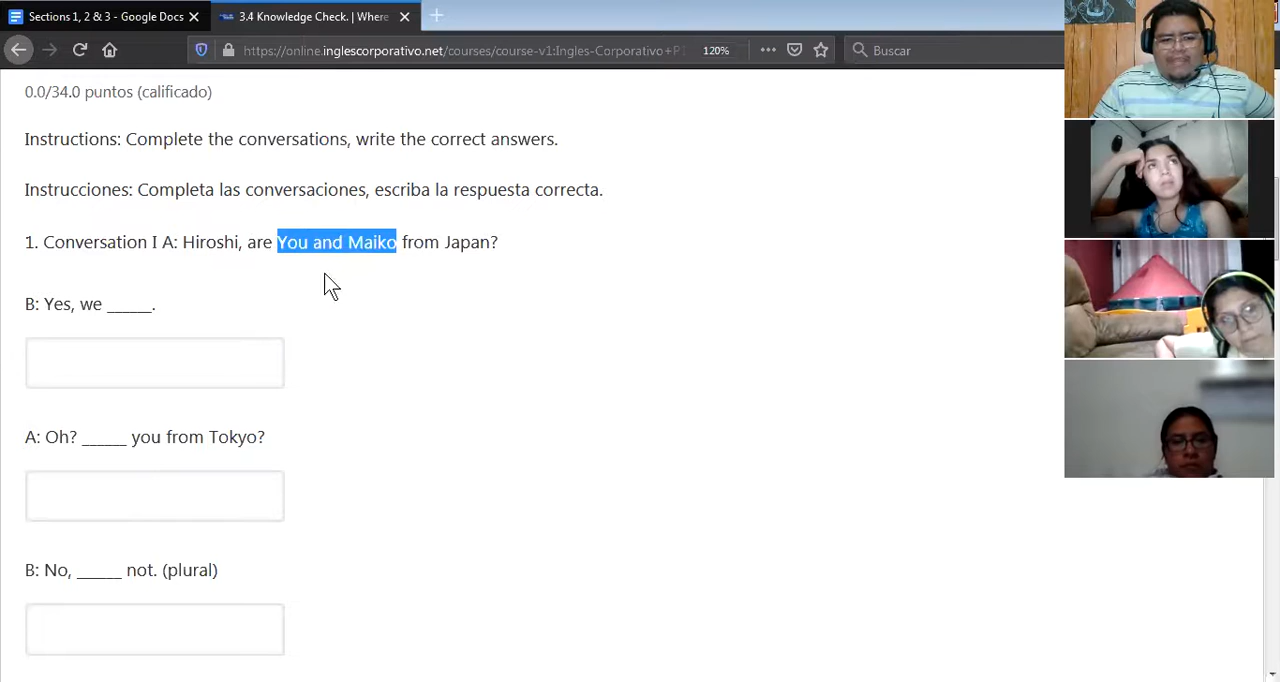 Sections 1, 2 & 3 - Google Docs
3.4 Knowledge Check. | Where
https://online.inglescorporativo.net/courses/course-v1:Ingles-Corporativo+P
120%
Buscar
0.0/34.0 puntos (calificado)
Instructions: Complete the conversations, write the correct answers.
Instrucciones: Completa las conversaciones, escriba la respuesta correcta.
1. Conversation I A: Hiroshi, are You and Maiko from Japan?
B: Yes, we ______.
A: Oh? ______ you from Tokyo?
B: No, ______ not. (plural)